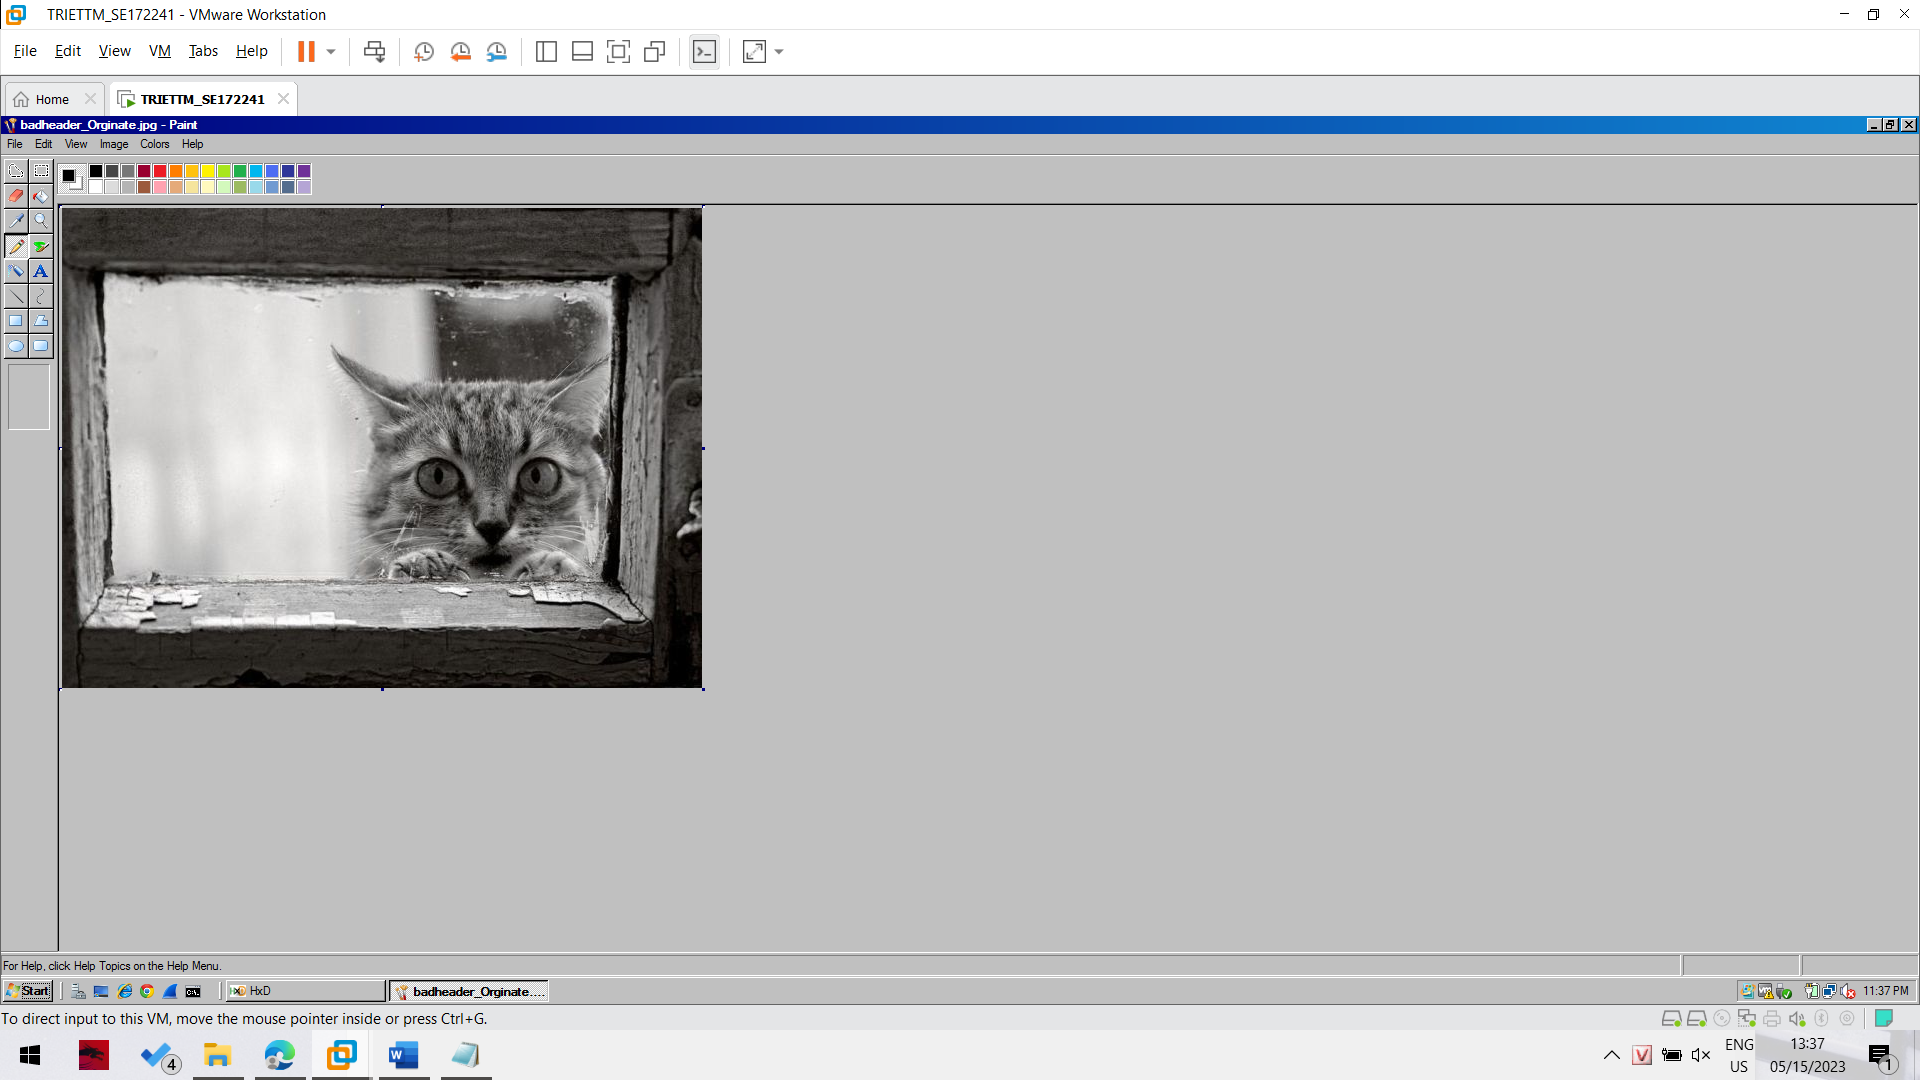 TRIETTM_SE172241 - VMware Workstation
File Edit View VM Tabs Help
Home TRIETTM_SE172241
badheader_Orginate.jpg - Paint
File Edit View Image Colors Help
A
For Help, click Help Topics on the Help Menu.
Start HxD badheader_Orginate.... 11:37 PM
To direct input to this VM, move the mouse pointer inside or press Ctrl+G.
4 W V ENG 13:37
US 05/15/2023 1